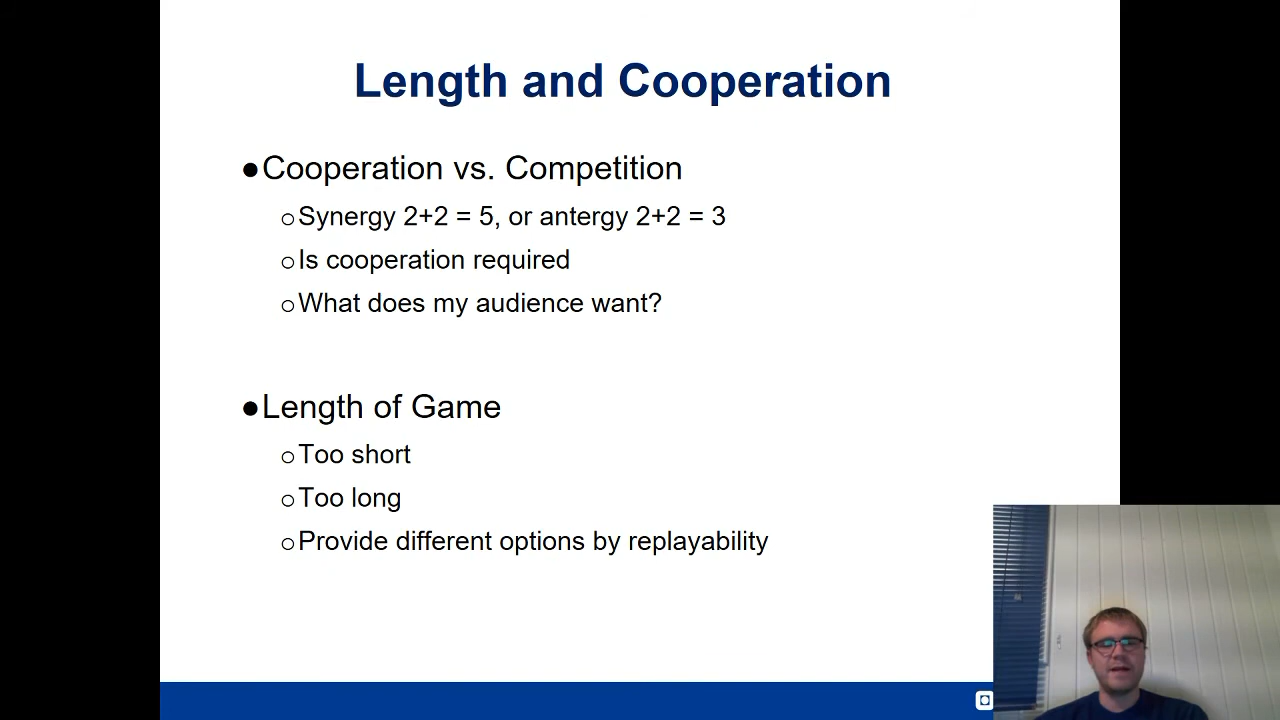 Length and Cooperation
●Cooperation vs. Competition
○Synergy 2+2 = 5, or antergy 2+2 = 3
○Is cooperation required
○What does my audience want?
●Length of Game
○Too short
○Too long
○Provide different options by replayability